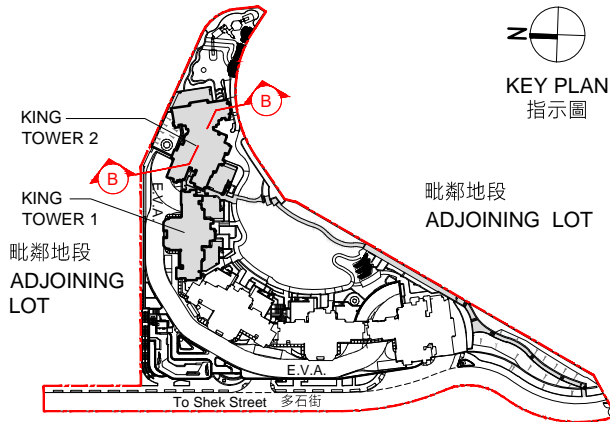 N
KEY PLAN
指示圖
KING
TOWER 2
B
B
E.V.A.
KING
TOWER 1
毗鄰地段
ADJOINING LOT
毗鄰地段
ADJOINING
LOT
E.V.A.
To Shek Street 多石街